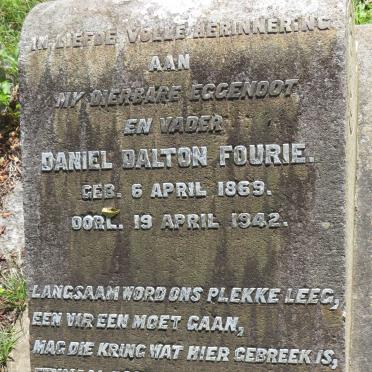 IN LIEFDE VOLLE HERINNERING
AAN
MY DIERBARE EGGENOOT
EN VADER
DANIEL DALTON FOURIE.
GEB. 6 APRIL 1869.
OORL. 19 APRIL 1942.
LANGSAAM WORD ONS PLEKKE LEEG,
EEN VIR EEN MOET GAAN,
MAG DIE KRING WAT HIER GEBREEK IS,